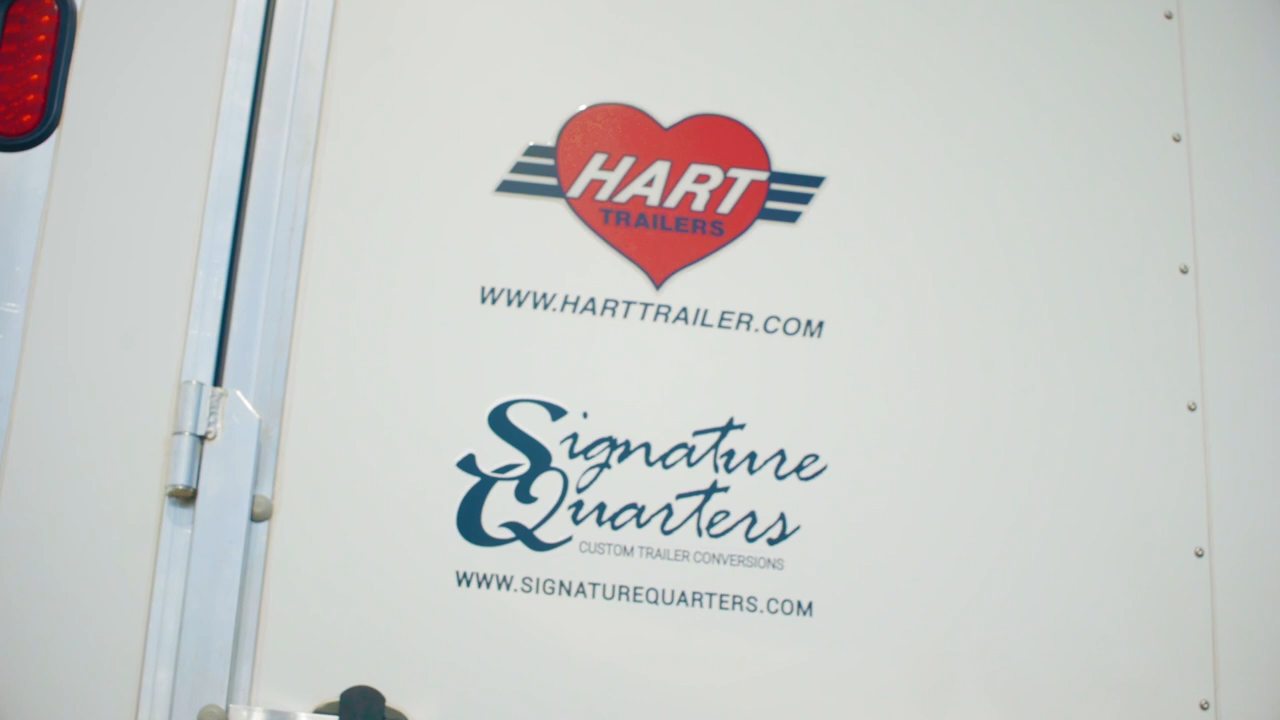 HART
TRAILERS
WWW.HARTTRAILER.COM
Signature
Quarters
CUSTOM TRAILER CONVERSIONS
WWW.SIGNATUREQUARTERS.COM